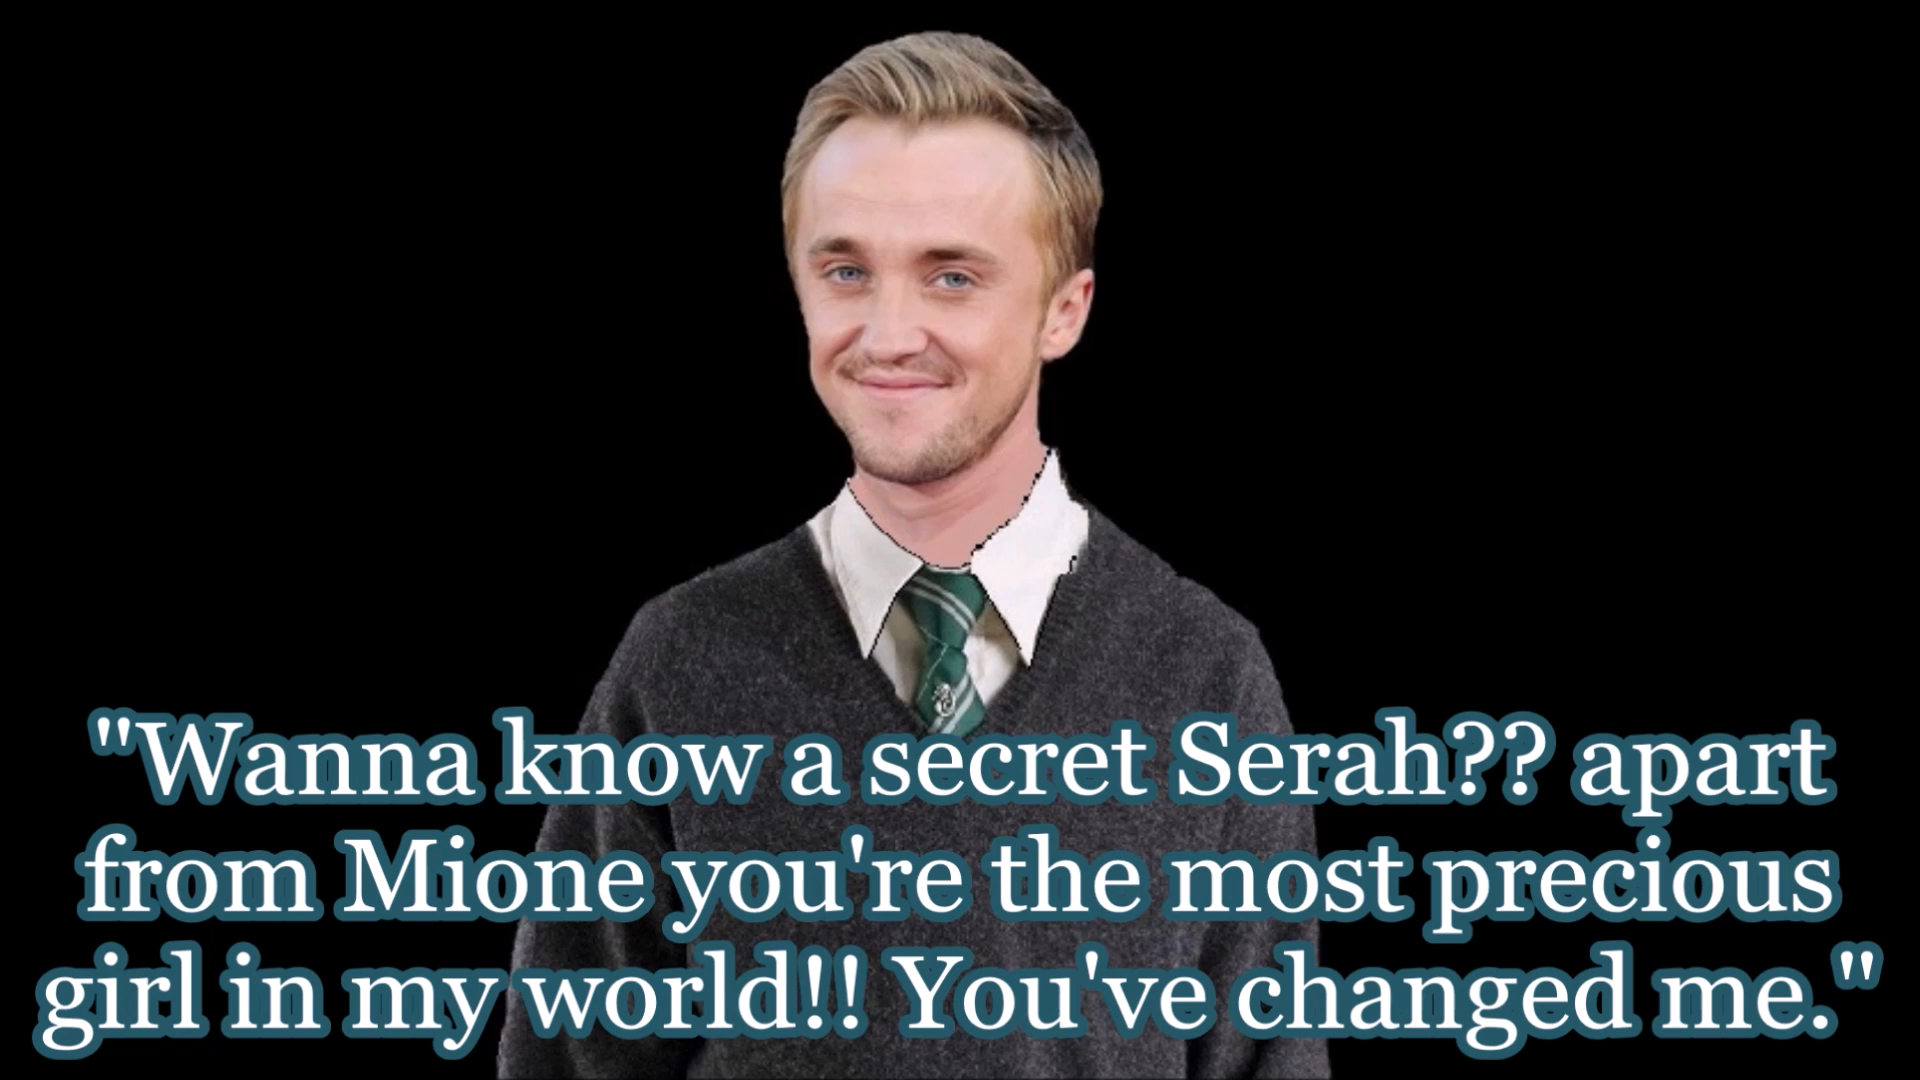 "Wanna know a secret Serah?? apart
from Mione you're the most precious
girl in my world!! You've changed me."